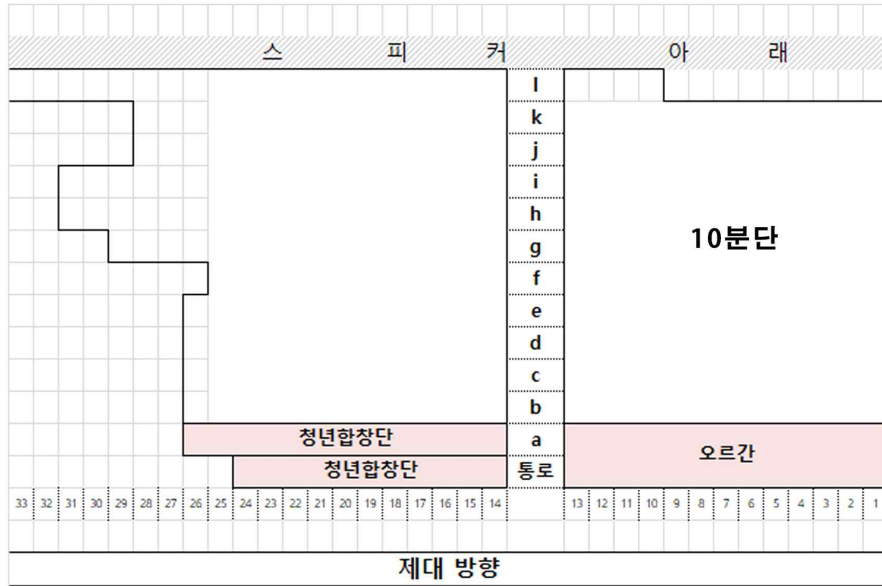 스 피 커 아 래
l
k
j
i
h
10분단
g
f
e
d
c
b
청년합창단 a
오르간
청년합창단 통로
33 32 31 30 29 28 27 26 25 24 23 22 21 20 19 18 17 16 15 14 13 12 11 10 9 8 7 6 5 4 3 2 1
제대 방향